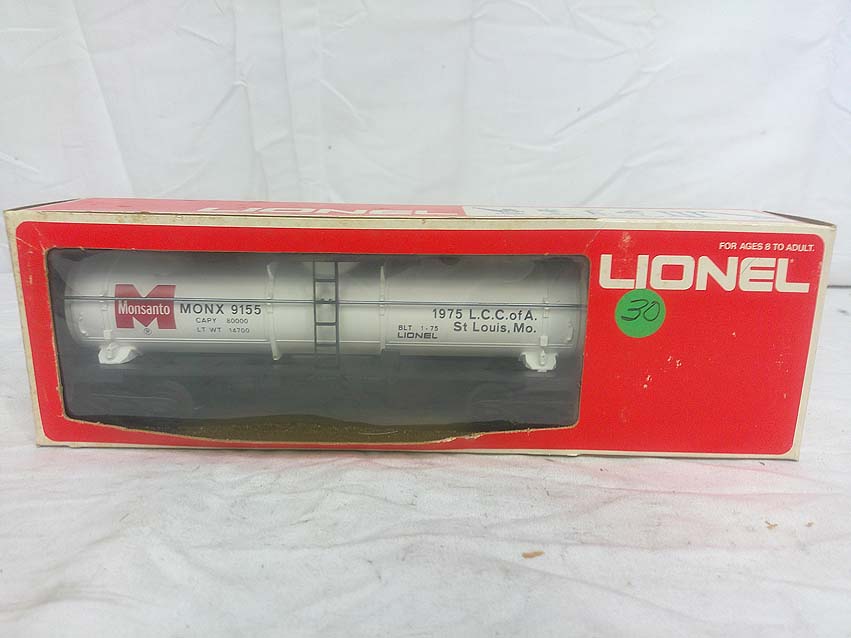 LIONEL
FOR AGES 8 TO ADULT.
LIONEL
30
M
Monsanto
®
MONX 9155
CAPY 80000
LT WT 14700
1975 L.C.C.of A.
St Louis, Mo.
BLT 1-75
LIONEL